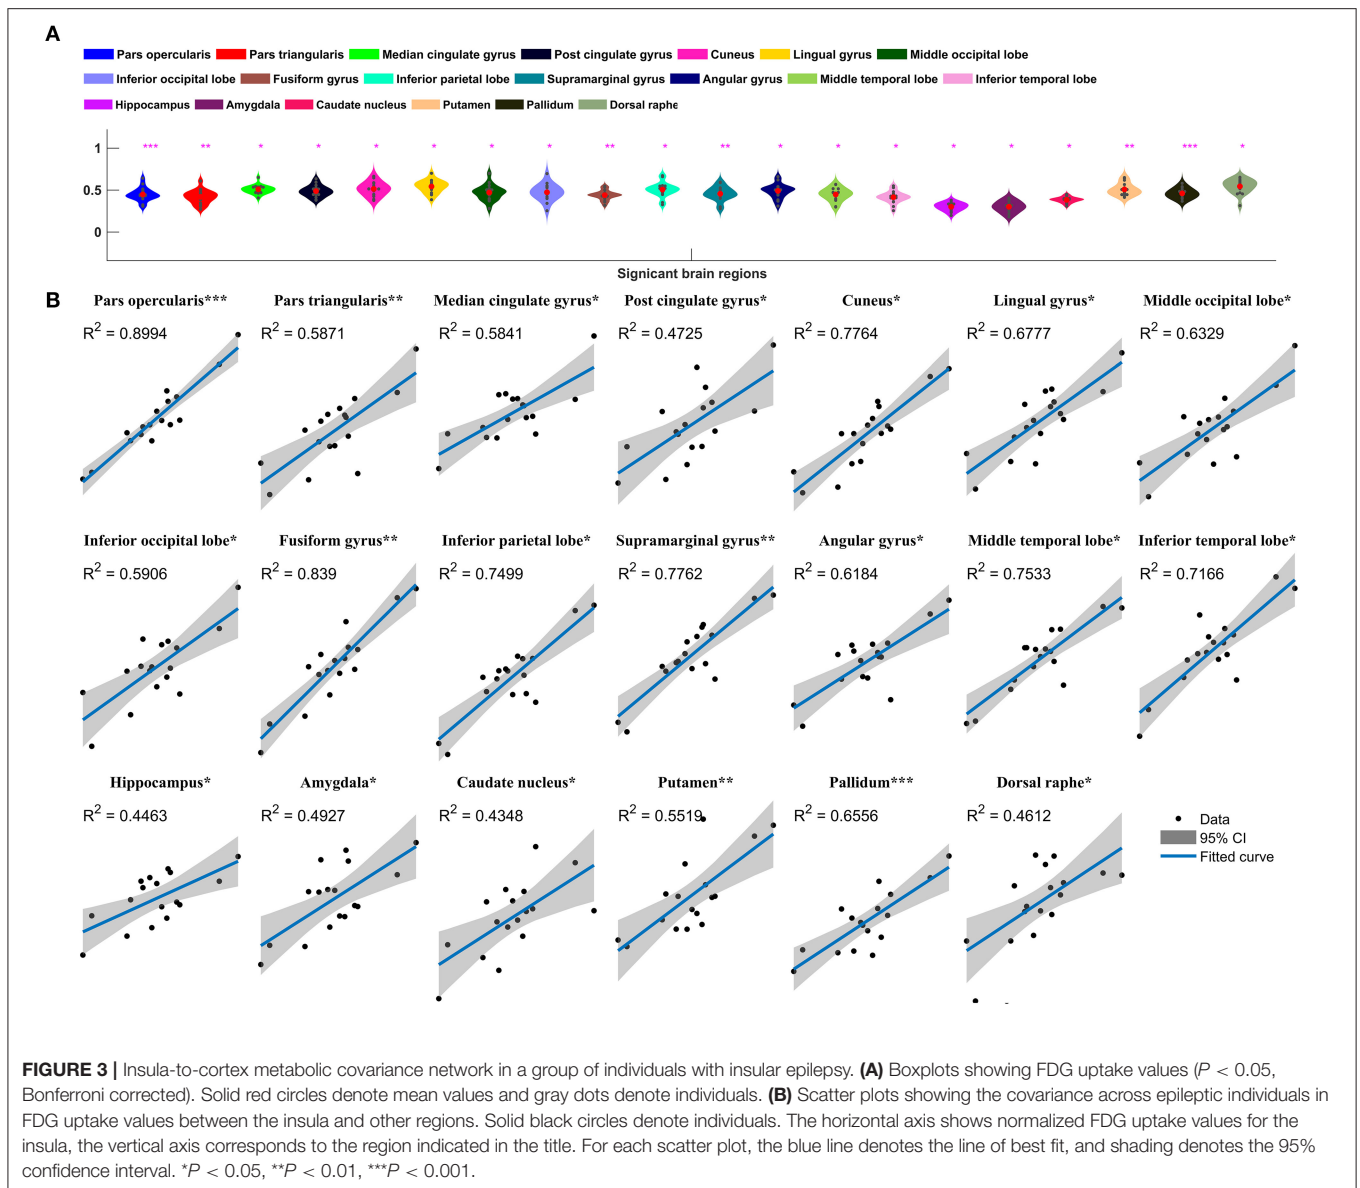 A
Pars opercularis Pars triangularis Median cingulate gyrus Post cingulate gyrus Cuneus Lingual gyrus Middle occipital lobe
Inferior occipital lobe Fusiform gyrus Inferior parietal lobe Supramarginal gyrus Angular gyrus Middle temporal lobe Inferior temporal lobe
Hippocampus Amygdala Caudate nucleus Putamen Pallidum Dorsal raphe
1
*** ** * * * * * * ** * ** * * * * * * ** *** *
0.5
0
Signicant brain regions
B
Pars opercularis*** Pars triangularis** Median cingulate gyrus* Post cingulate gyrus* Cuneus* Lingual gyrus* Middle occipital lobe*
R2 = 0.8994 R2 = 0.5871 R2 = 0.5841 R2 = 0.4725 R2 = 0.7764 R2 = 0.6777 R2 = 0.6329
Inferior occipital lobe* Fusiform gyrus** Inferior parietal lobe* Supramarginal gyrus** Angular gyrus* Middle temporal lobe* Inferior temporal lobe*
R2 = 0.5906 R2 = 0.839 R2 = 0.7499 R2 = 0.7762 R2 = 0.6184 R2 = 0.7533 R2 = 0.7166
Hippocampus* Amygdala* Caudate nucleus* Putamen** Pallidum*** Dorsal raphe*
R2 = 0.4463 R2 = 0.4927 R2 = 0.4348 R2 = 0.5519 R2 = 0.6556 R2 = 0.4612
Data
95% CI
Fitted curve
FIGURE 3 | Insula-to-cortex metabolic covariance network in a group of individuals with insular epilepsy. (A) Boxplots showing FDG uptake values (P < 0.05,
Bonferroni corrected). Solid red circles denote mean values and gray dots denote individuals. (B) Scatter plots showing the covariance across epileptic individuals in
FDG uptake values between the insula and other regions. Solid black circles denote individuals. The horizontal axis shows normalized FDG uptake values for the
insula, the vertical axis corresponds to the region indicated in the title. For each scatter plot, the blue line denotes the line of best fit, and shading denotes the 95%
confidence interval. *P < 0.05, **P < 0.01, ***P < 0.001.